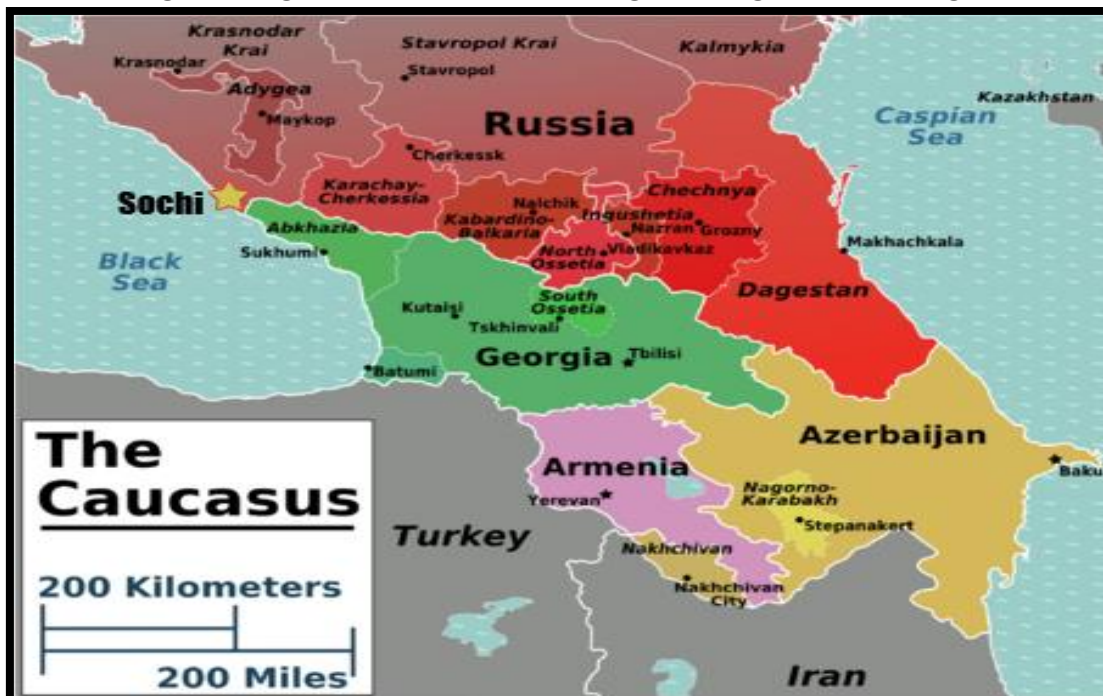 Krasnodar
Krai
Stavropol Krai
Kalmykia
Krasnodar
Stavropol
Adygea
Maykop
Kazakhstan
Caspian
Sea
Russia
Cherkessk
Sochi
Karachay-
Cherkessia
Nalchik
Kabardino-
Balkaria
Chechnya
Ingushetia
Nazran
Grozny
Abkhazia
Sukhumi
North
Ossetia
Vladikavkaz
Makhachkala
Black
Sea
Dagestan
Kutaisi
South
Ossetia
Tskhinvali
Georgia
Tbilisi
Batumi
Azerbaijan
Armenia
Baku
Yerevan
Nagorno-
Karabakh
Stepanakert
Turkey
Nakhchivan
Nakhchivan
City
Iran
The
Caucasus
200 Kilometers
200 Miles